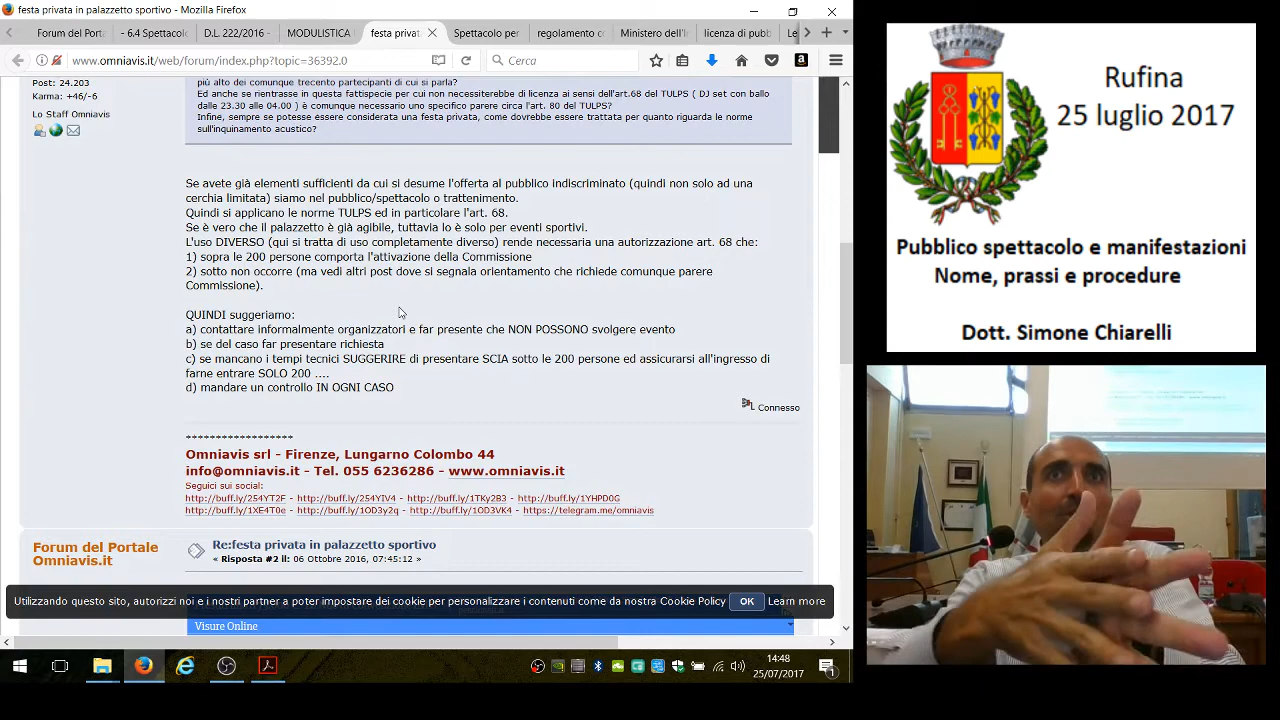 festa privata in palazzetto sportivo - Mozilla Firefox
Forum del Porta
- 6.4 Spettacolo
D.L. 222/2016 -
MODULISTICA
festa privat
Spettacolo per
regolamento co
Ministero dell'I
licenza di pubb
Le
www.omniavis.it/web/forum/index.php?topic=36392.0
Cerca
Post: 24.203
Karma: +46/-6
Lo Staff Omniavis
più alto dei comunque trecento partecipanti di cui si parla?
Ed anche se rientrasse in questa fattispecie per cui non necessiterebbe di licenza ai sensi dell'art.68 del TULPS ( DJ set con ballo
dalle 23.30 alle 04.00 ) è comunque necessario uno specifico parere circa l'art. 80 del TULPS?
Infine, se non potesse essere considerata una festa privata, come dovrebbe essere trattata per quanto riguarda le norme
sull'inquinamento acustico?
Se avete già elementi sufficienti da cui si desume l'offerta al pubblico indiscriminato (quindi non solo ad una
cerchia limitata) siamo nel pubblico/spettacolo o trattenimento.
Quindi si applicano le norme TULPS ed in particolare l'art. 68.
Se è vero che il palazzetto è già agibile, tuttavia lo è solo per eventi sportivi.
L'uso DIVERSO (qui si tratta di uso completamente diverso) rende necessaria una autorizzazione art. 68 che:
1) sopra le 200 persone comporta l'attivazione della Commissione
2) sotto non occorre (ma vedi altri post dove si segnala orientamento che richiede comunque parere
Commissione).
QUINDI suggeriamo:
a) contattare informalmente organizzatori e far presente che NON POSSONO svolgere evento
b) se del caso far presentare richiesta
c) se mancano i tempi tecnici SUGGERIRE di presentare SCIA sotto le 200 persone ed assicurarsi all'ingresso di
farne entrare SOLO 200 ....
d) mandare un controllo IN OGNI CASO
Connesso
******************
Omniavis srl - Firenze, Lungarno Colombo 44
info@omniavis.it - Tel. 055 6236286 - www.omniavis.it
Seguici sui social:
http://buff.ly/254YT2F - http://buff.ly/254YIV4 - http://buff.ly/1TKy2B3 - http://buff.ly/1YHPD0G
http://buff.ly/1XE4T0e - http://buff.ly/1OD3y2q - http://buff.ly/1OD3VK4 - https://telegram.me/omniavis
Forum del Portale
Omniavis.it
Re:festa privata in palazzetto sportivo
« Risposta #2 il: 06 Ottobre 2016, 07:45:12 »
Utilizzando questo sito, autorizzi noi e i nostri partner a poter impostare dei cookie per personalizzare i contenuti come da nostra Cookie Policy
OK
Learn more
Visure Online
14:48
25/07/2017
1
Rufina
25 luglio 2017
Pubblico spettacolo e manifestazioni
Nome, prassi e procedure
Dott. Simone Chiarelli